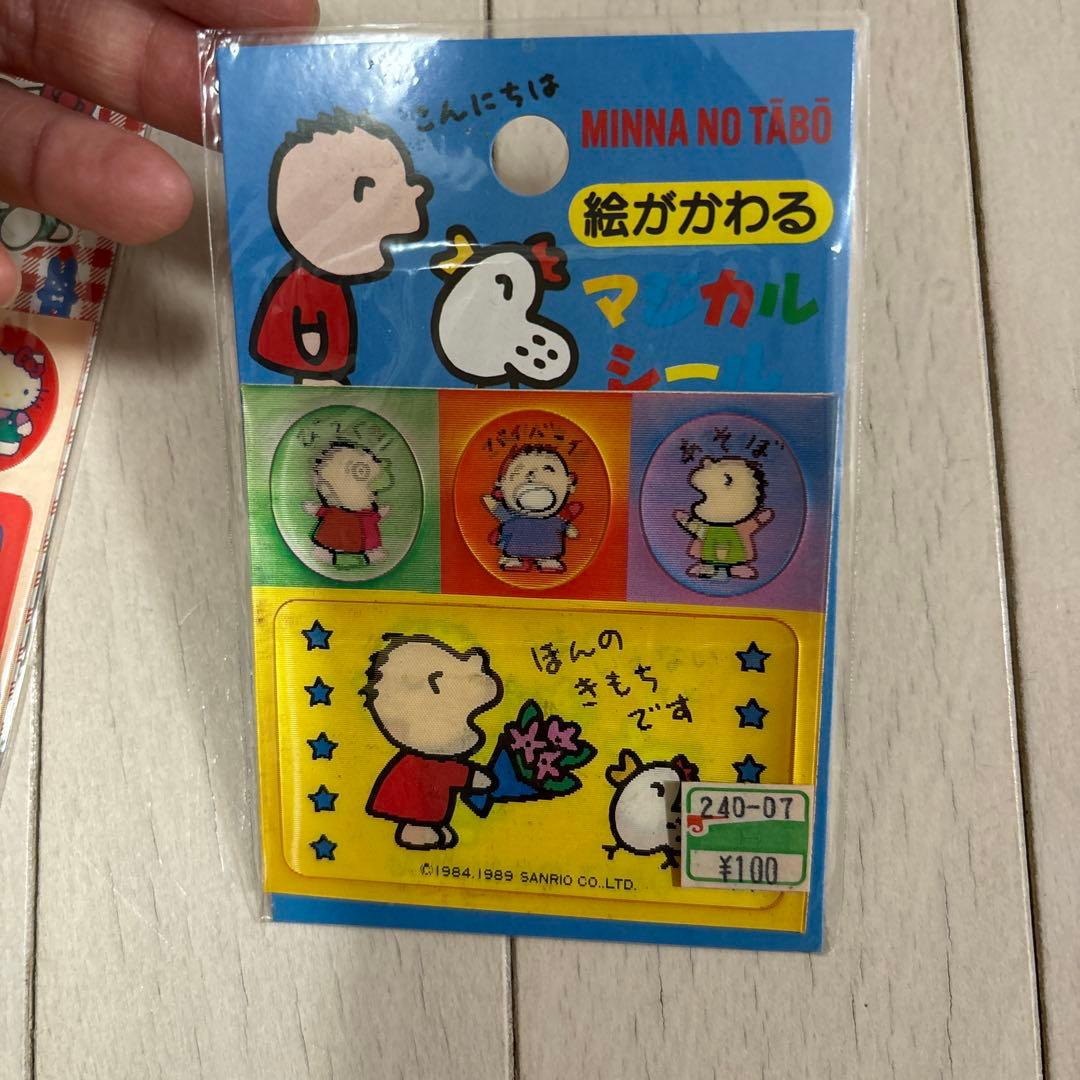 こんにちは
MINNA NO TĀBŌ
絵がかわる
マジカル
シール
びっくり
バイバーイ
あそぼ
ほんの
きもち
です
240-07
¥100
©1984,1989 SANRIO CO.,LTD.